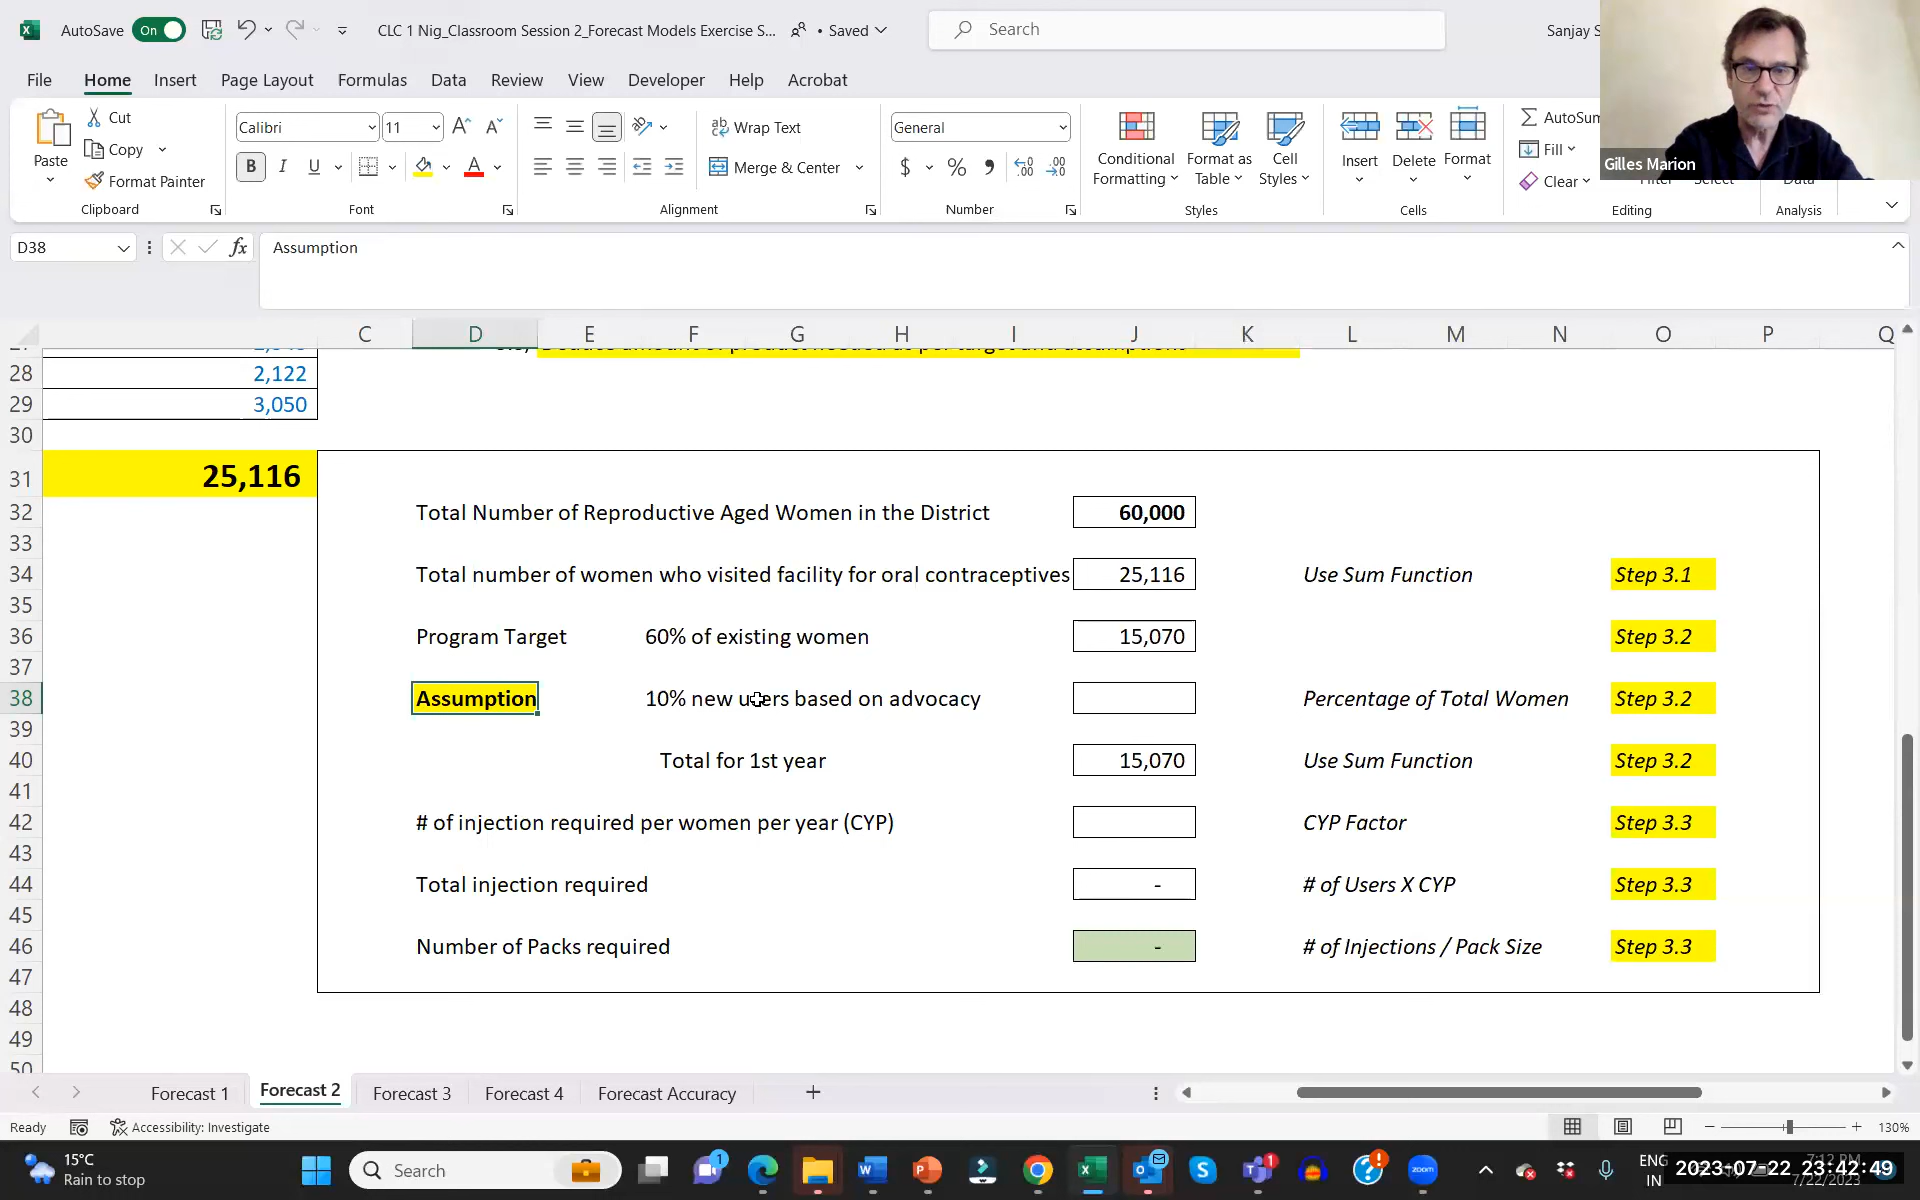 AutoSave On CLC 1 Nig_Classroom Session 2_Forecast Models Exercise S... • Saved Search Sanjay S
File Home Insert Page Layout Formulas Data Review View Developer Help Acrobat
Paste Cut Copy Format Painter Clipboard
Calibri 11 B I U A Font
Wrap Text Merge & Center Alignment
General $ % , Number
Conditional Formatting Format as Table Cell Styles Styles
Insert Delete Format Cells
AutoSum Fill Clear Editing
Analysis
Gilles Marion
D38 fx Assumption
C D E F G H I J K L M N O P Q
28 2,122
29 3,050
30
31 25,116
32 Total Number of Reproductive Aged Women in the District 60,000
33
34 Total number of women who visited facility for oral contraceptives 25,116 Use Sum Function Step 3.1
35
36 Program Target 60% of existing women 15,070 Step 3.2
37
38 Assumption 10% new users based on advocacy Percentage of Total Women Step 3.2
39
40 Total for 1st year 15,070 Use Sum Function Step 3.2
41
42 # of injection required per women per year (CYP) CYP Factor Step 3.3
43
44 Total injection required - # of Users X CYP Step 3.3
45
46 Number of Packs required - # of Injections / Pack Size Step 3.3
47
48
49
50
Forecast 1 Forecast 2 Forecast 3 Forecast 4 Forecast Accuracy
Ready Accessibility: Investigate 130%
15°C
Rain to stop
Search
zoom
ENG
IN
2023-07-22 23:42:49
7/22/2023